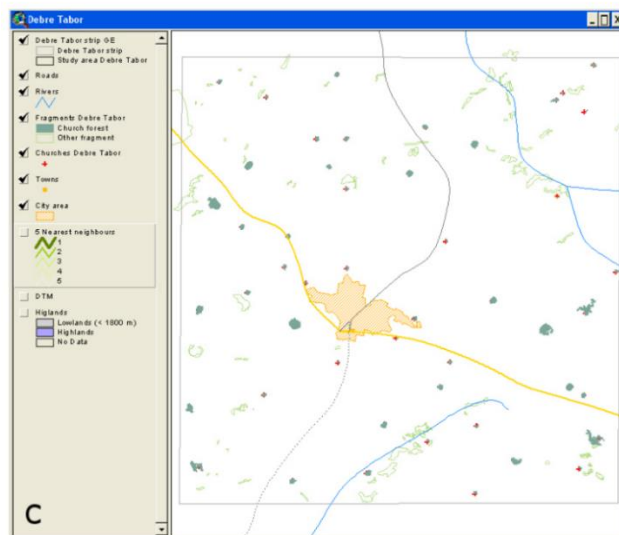 Debre Tabor
Debre Tabor strip GE
Debre Tabor strip
Study area Debre Tabor
Roads
Rivers
Fragments Debre Tabor
Church forest
Other fragment
Churches Debre Tabor
Towns
City area
5 Nearest neighbours
1
2
3
4
5
DTM
Higlands
Lowlands (< 1800 m)
Highlands
No Data
C